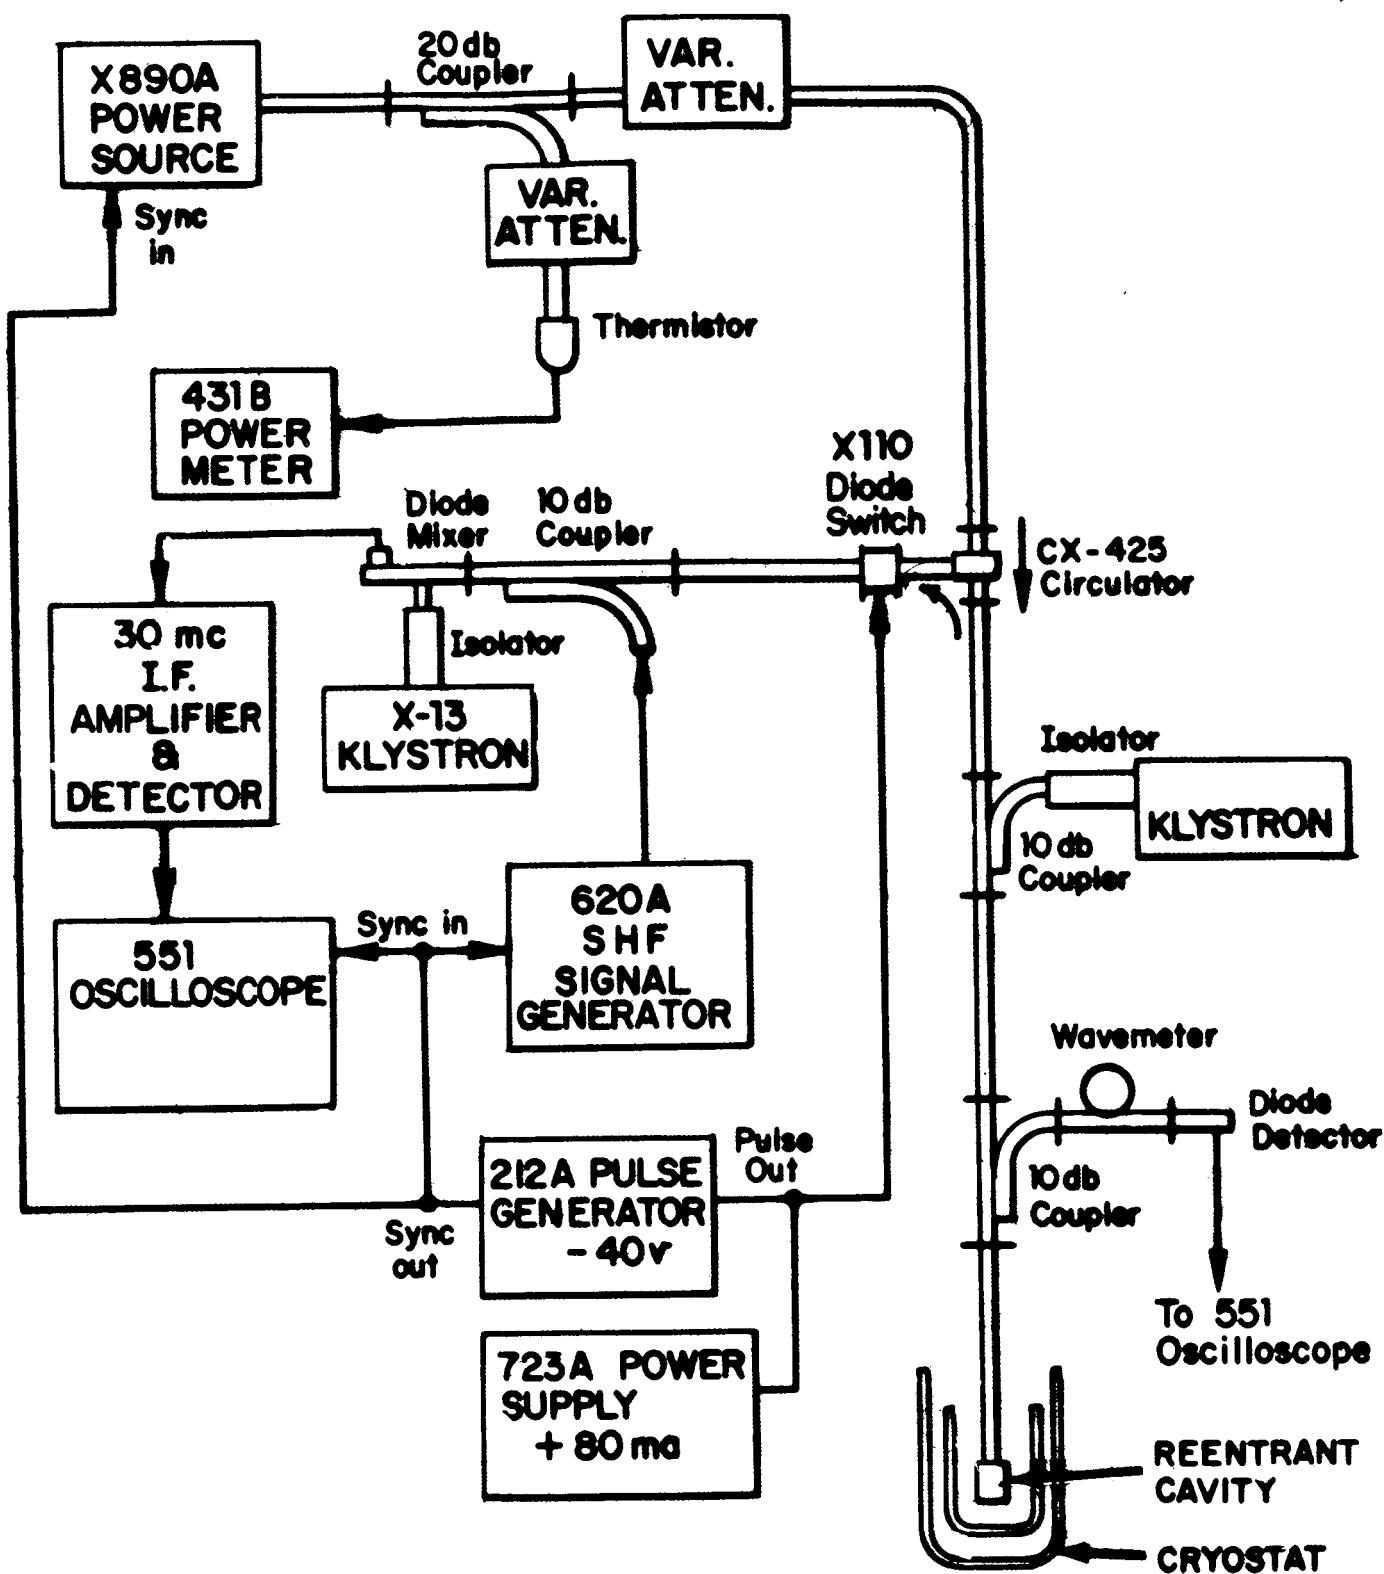 X890A
POWER
SOURCE
20db
Coupler
VAR.
ATTEN.
Sync
in
VAR.
ATTEN.
Thermistor
431B
POWER
METER
X110
Diode
Switch
Diode
Mixer
10db
Coupler
CX-425
Circulator
30 mc
I.F.
AMPLIFIER
&
DETECTOR
Isolator
X-13
KLYSTRON
Isolator
KLYSTRON
10db
Coupler
551
OSCILLOSCOPE
Sync in
620A
SHF
SIGNAL
GENERATOR
Wavemeter
Diode
Detector
10db
Coupler
Pulse
Out
212A PULSE
GENERATOR
-40v
Sync
out
To 551
Oscilloscope
723A POWER
SUPPLY
+80ma
REENTRANT
CAVITY
CRYOSTAT